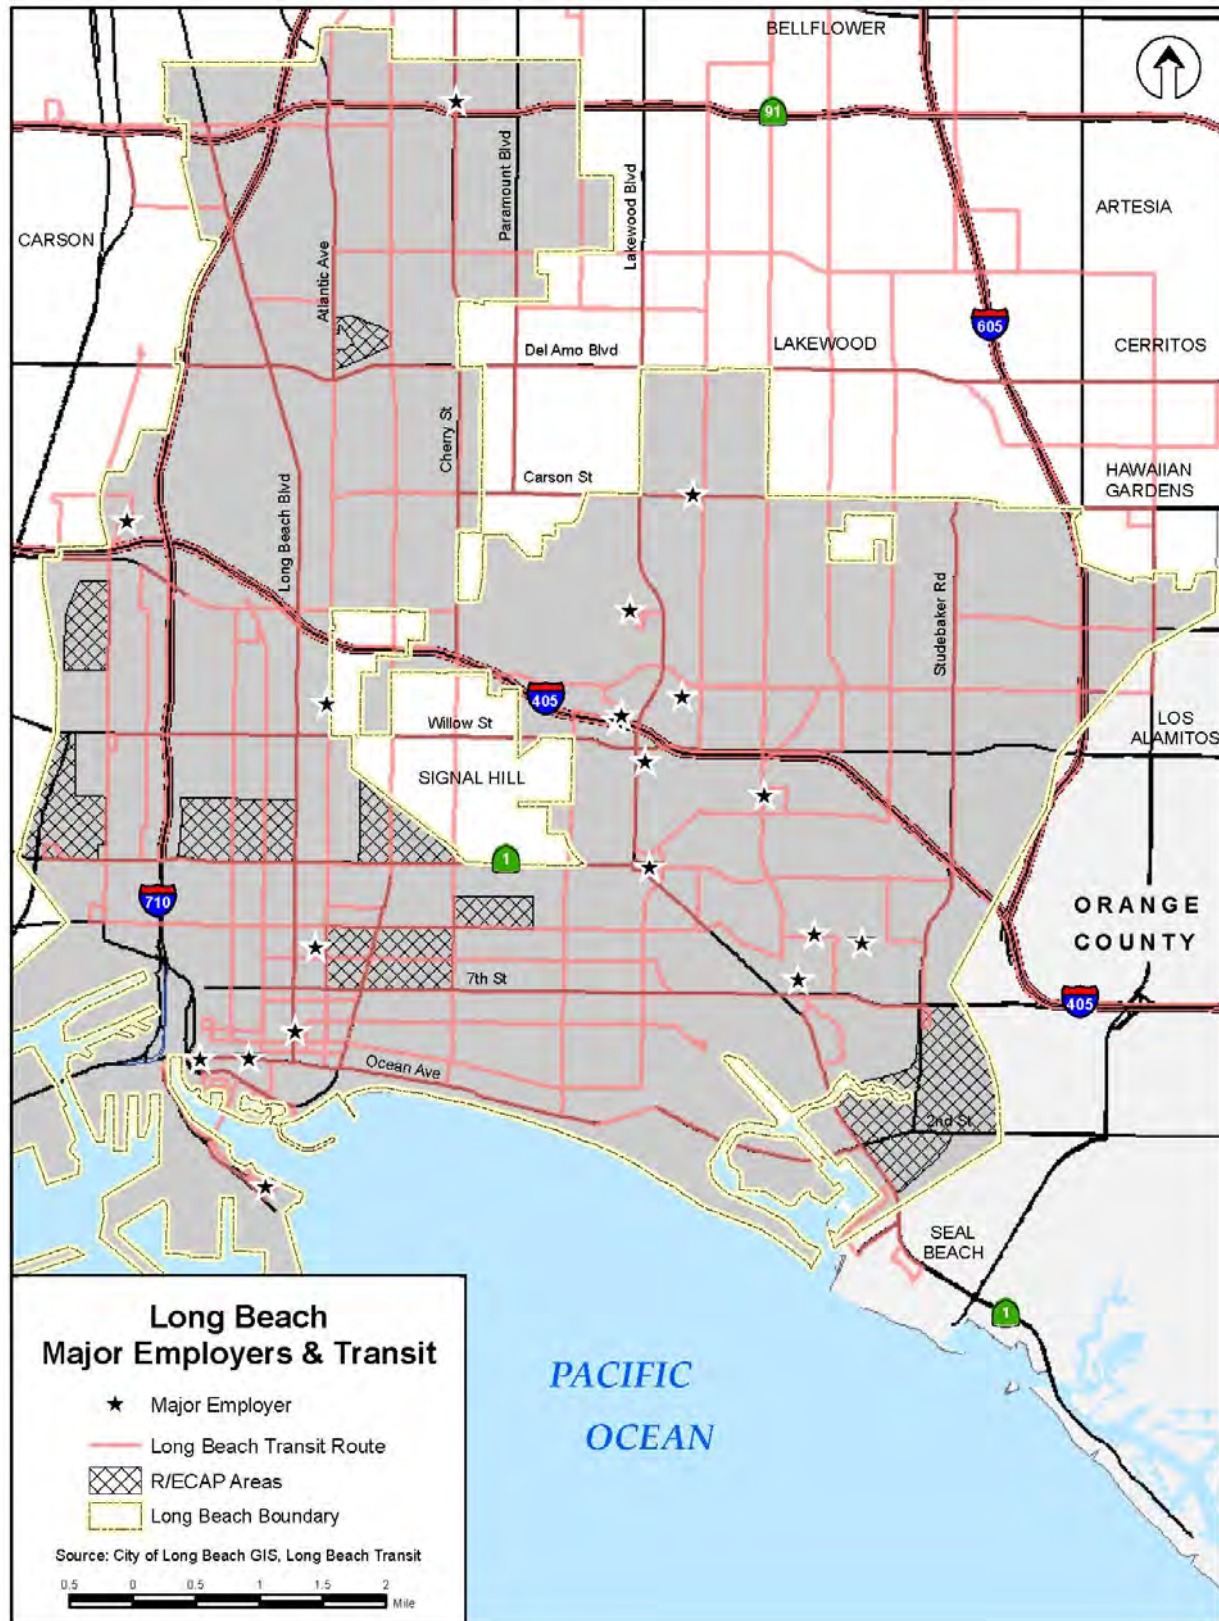 BELLFLOWER
91
Paramount Blvd
Lakewood Blvd
ARTESIA
CARSON
Atlantic Ave
605
Del Amo Blvd
LAKEWOOD
CERRITOS
Cherry St
Carson St
HAWAIIAN
GARDENS
Long Beach Blvd
Studebaker Rd
405
Willow St
LOS
ALAMITOS
SIGNAL HILL
1
710
ORANGE
COUNTY
7th St
405
Ocean Ave
2nd St
SEAL
BEACH
1
PACIFIC
OCEAN
Long Beach
Major Employers & Transit
Major Employer
Long Beach Transit Route
R/ECAP Areas
Long Beach Boundary
Source: City of Long Beach GIS, Long Beach Transit
0.5 0 0.5 1 1.5 2
Mile